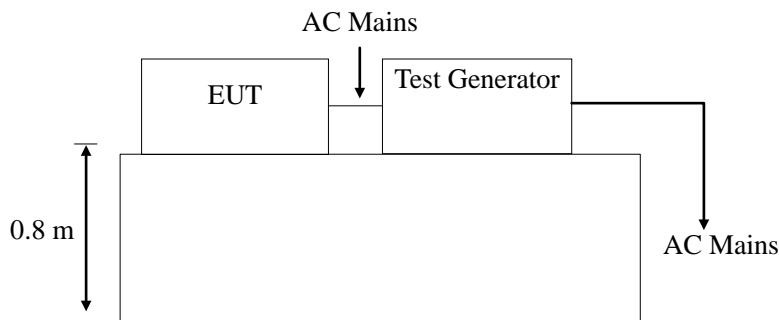 AC Mains
EUT
Test Generator
0.8 m
AC Mains